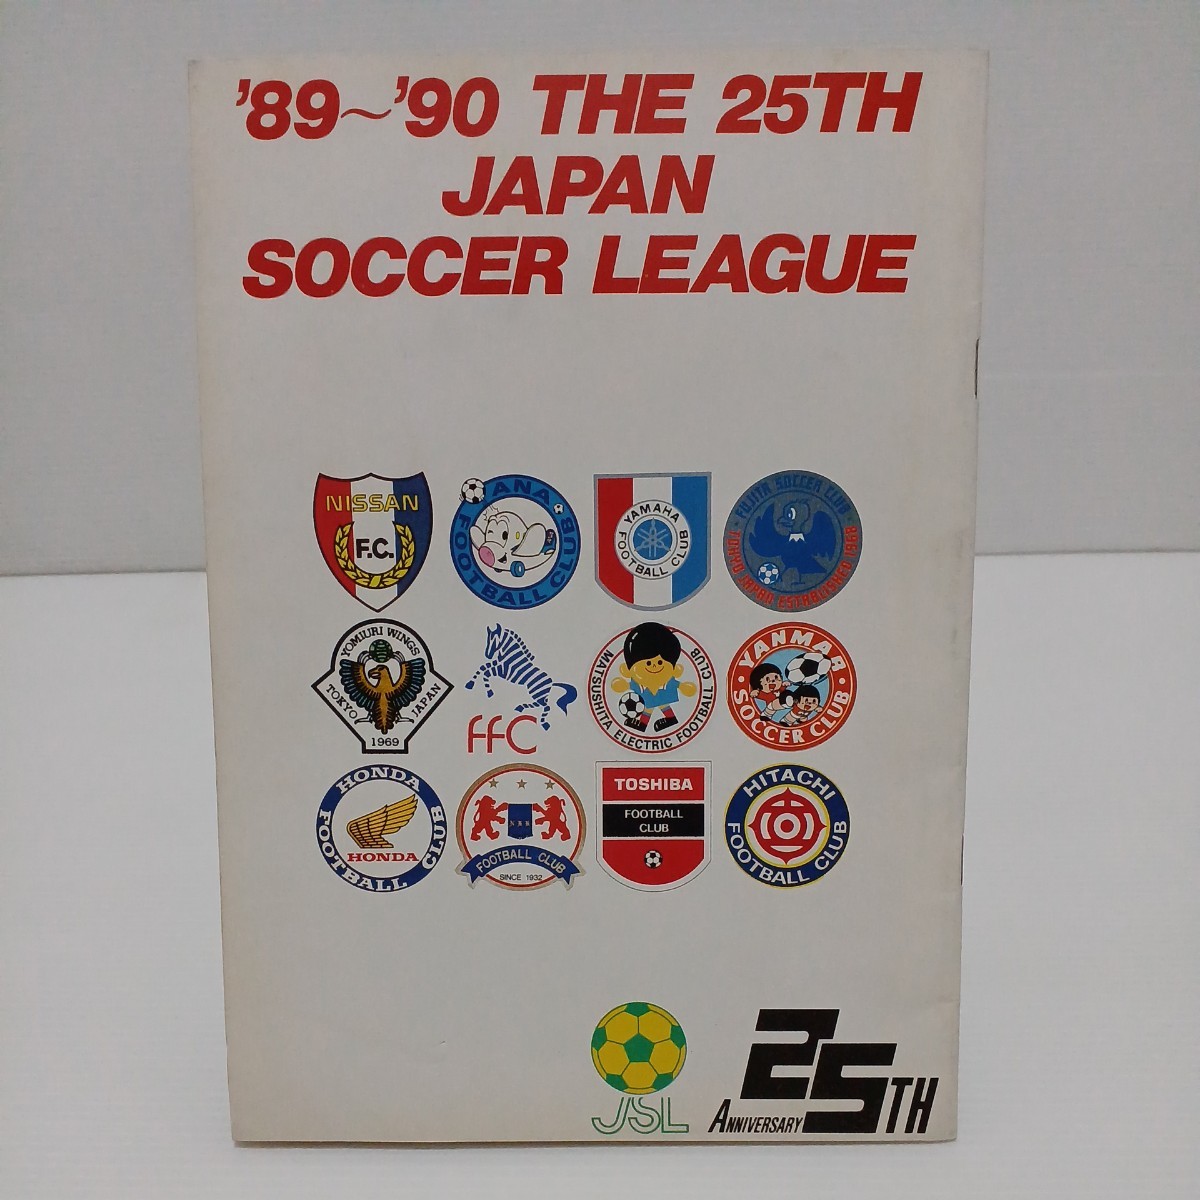 '89~'90 THE 25TH
JAPAN
SOCCER LEAGUE
NISSAN
F.C.
ANA
FOOTBALL CLUB
YAMAHA
FOOTBALL CLUB
FUJITA SOCCER CLUB
TOKYO JAPAN ESTABLISHED 1968
YOMIURI WINGS
TOKYO JAPAN
1969
FFC
MATSUSHITA ELECTRIC FOOTBALL CLUB
YANMAR
SOCCER CLUB
HONDA
FOOTBALL CLUB
HONDA
NKK
FOOTBALL CLUB
SINCE 1932
TOSHIBA
FOOTBALL
CLUB
HITACHI
FOOTBALL CLUB
JSL
25TH
ANNIVERSARY